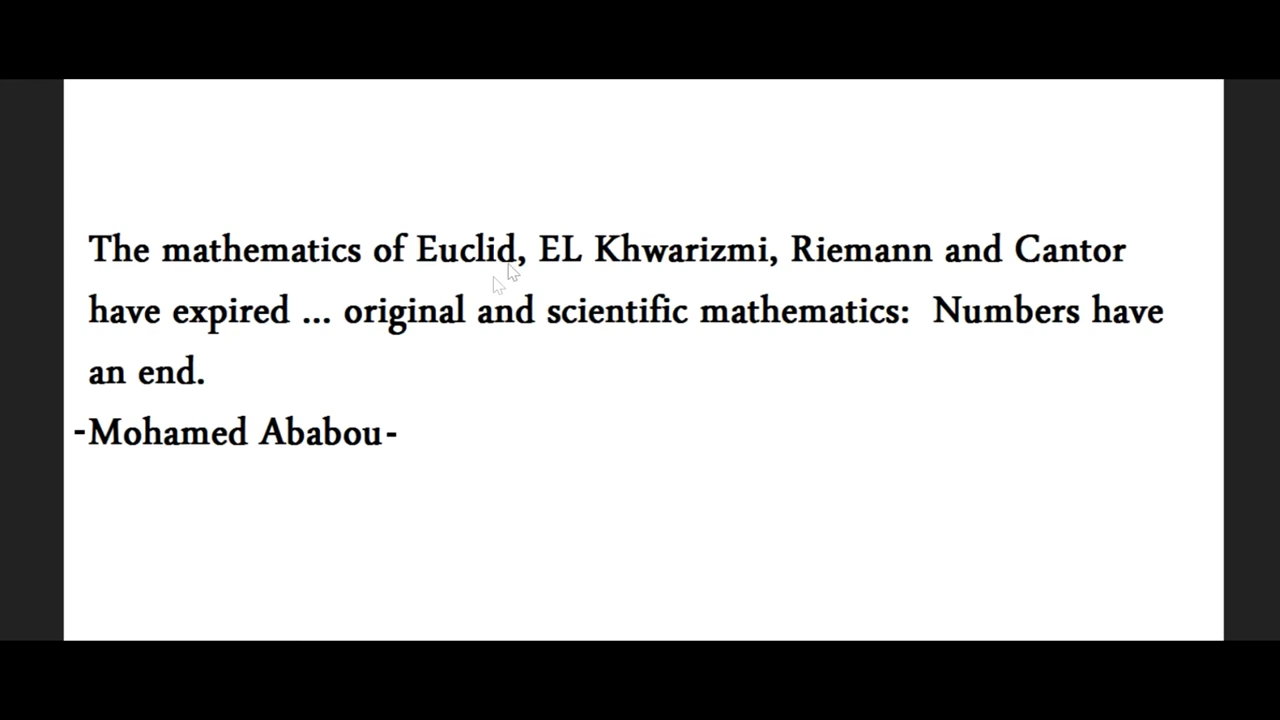 The mathematics of Euclid, EL Khwarizmi, Riemann and Cantor
have expired ... original and scientific mathematics:  Numbers have
an end.
-Mohamed Ababou-